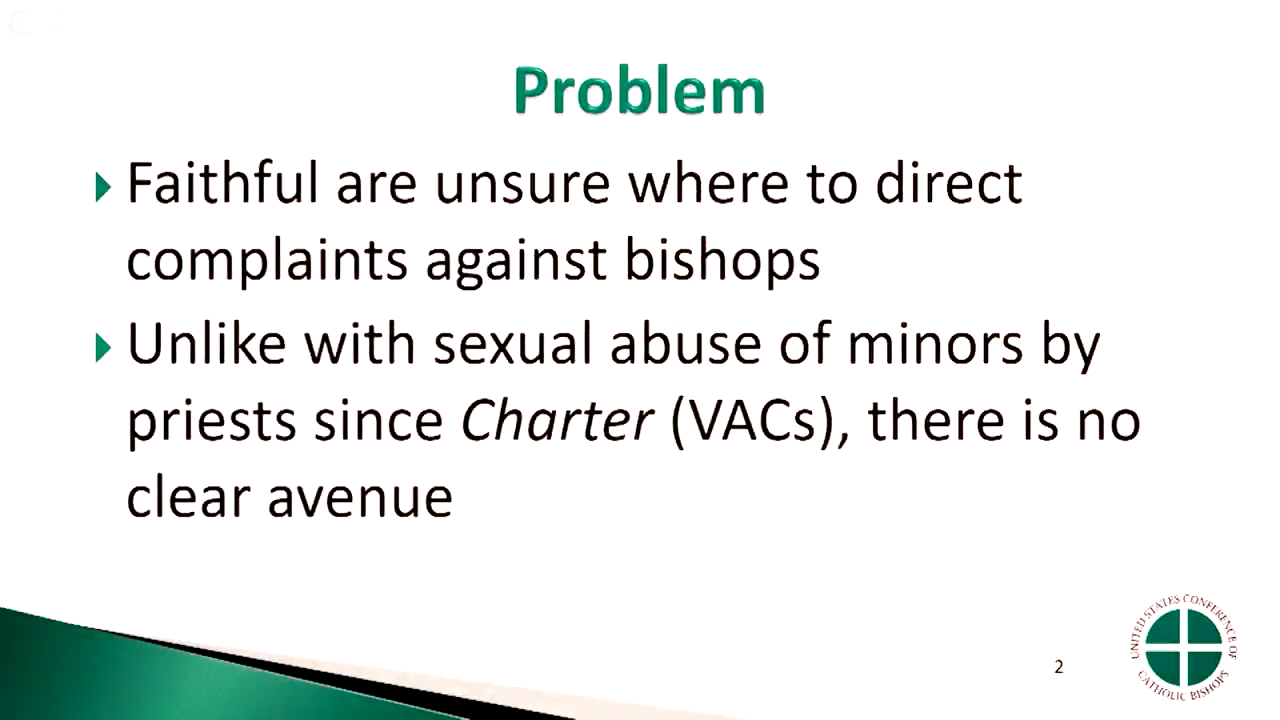 Problem
Faithful are unsure where to direct
complaints against bishops
Unlike with sexual abuse of minors by
priests since Charter (VACs), there is no
clear avenue
2
UNITED STATES CONFERENCE OF
CATHOLIC BISHOPS